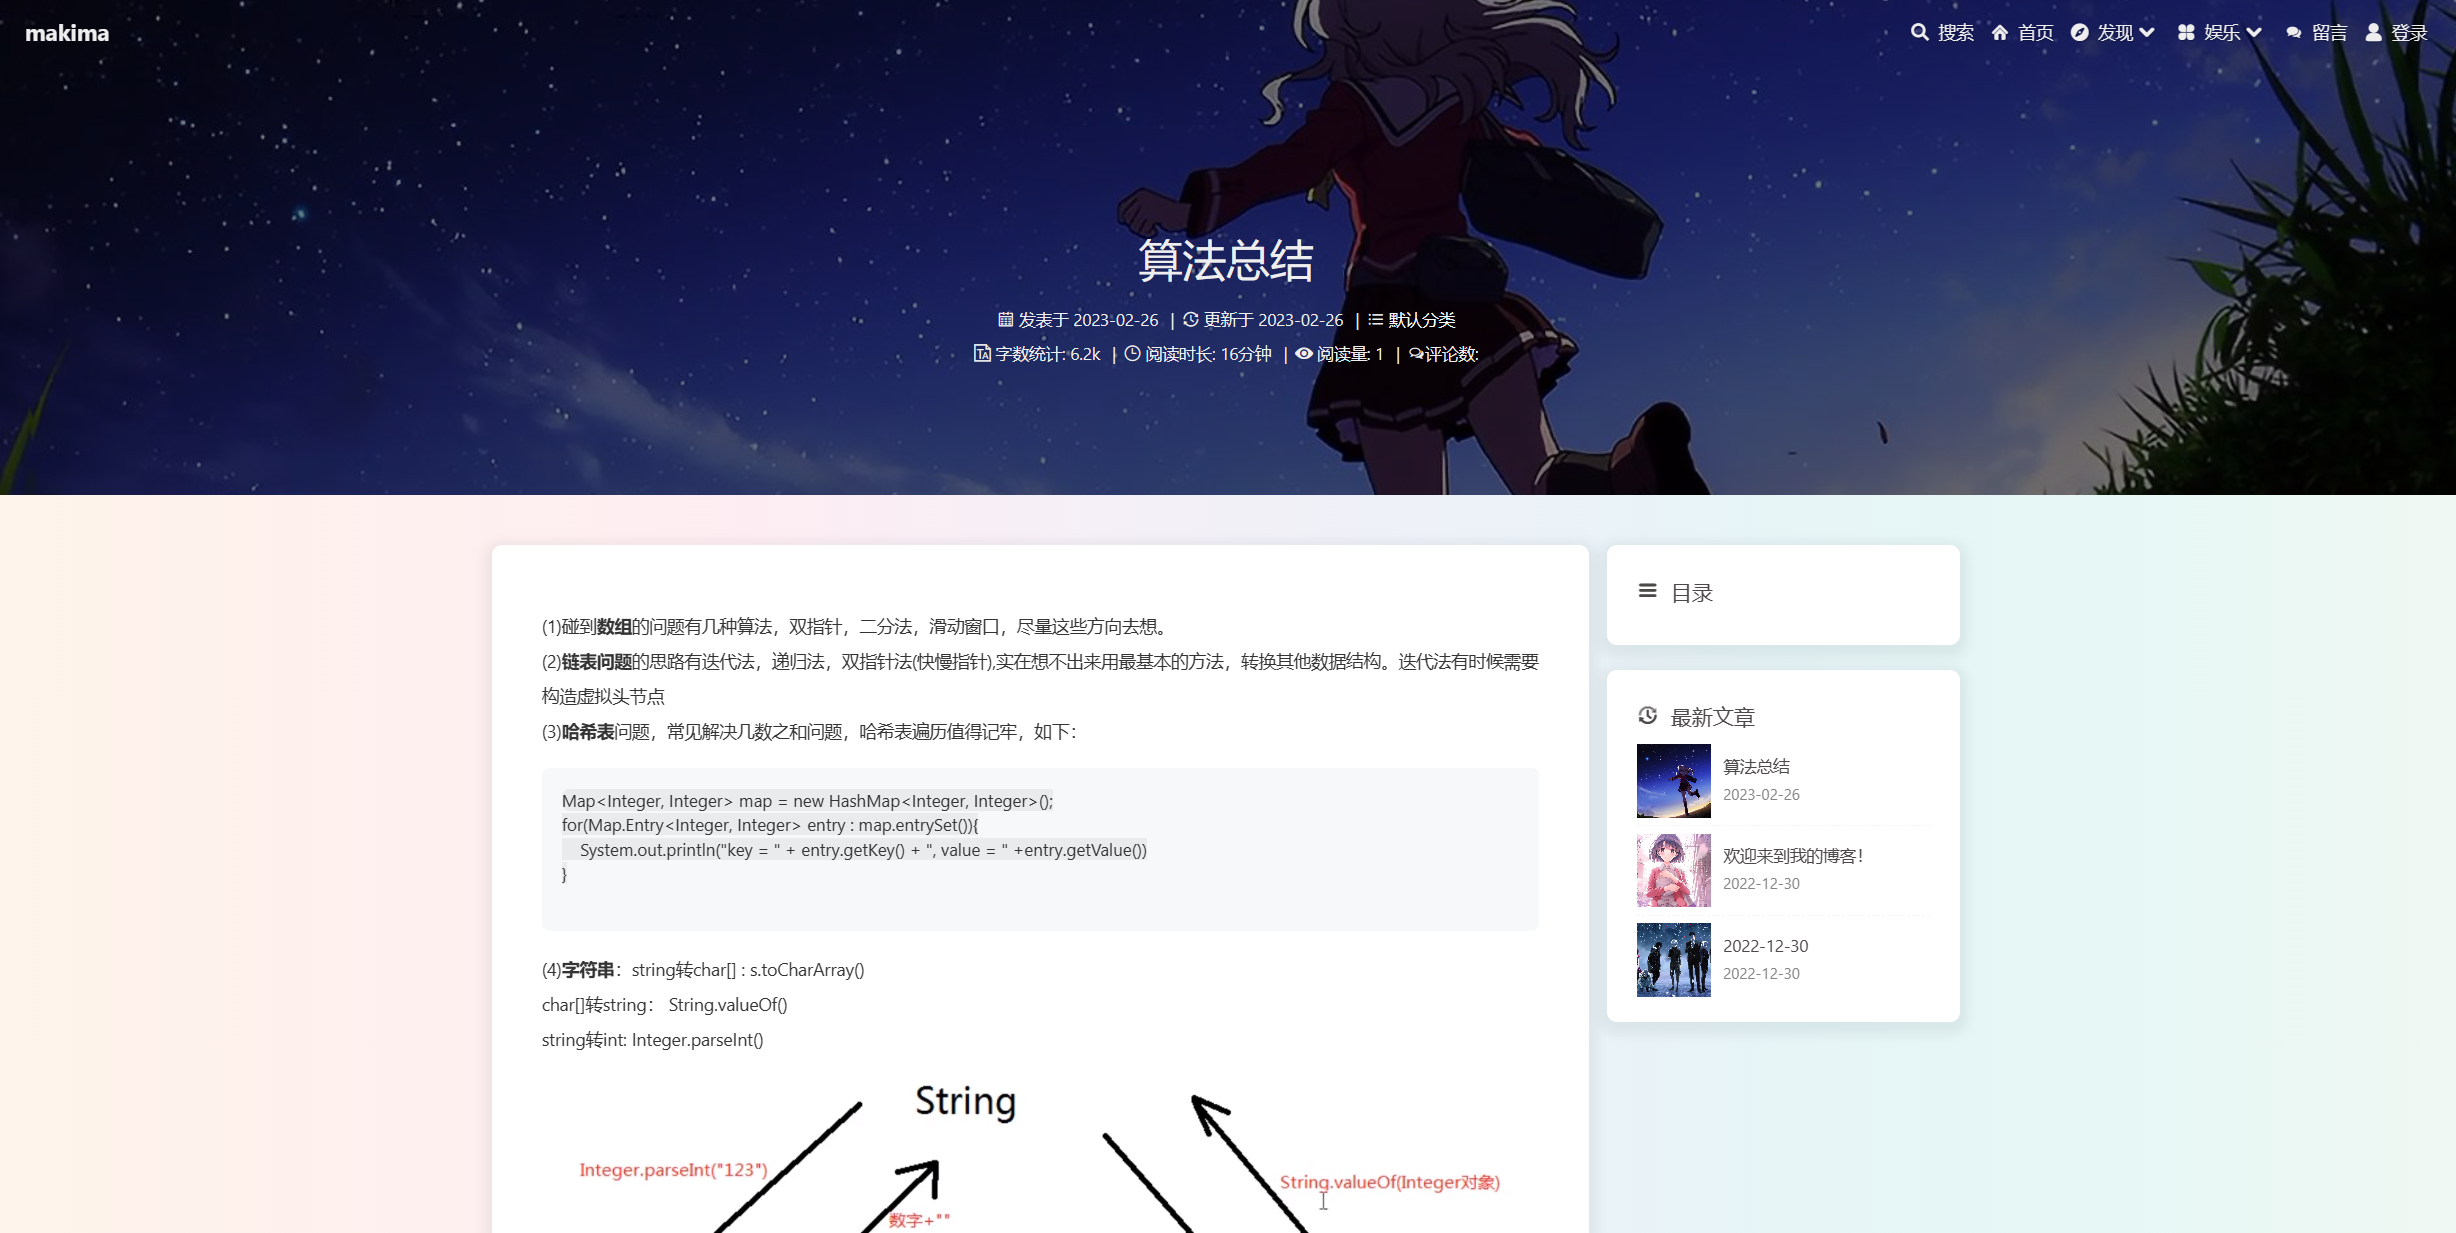 makima
搜索 首页 发现 娱乐 留言 登录
算法总结
发表于 2023-02-26 | 更新于 2023-02-26 | 默认分类
字数统计: 6.2k | 阅读时长: 16分钟 | 阅读量: 1 | 评论数:
(1)碰到数组的问题有几种算法，双指针，二分法，滑动窗口，尽量这些方向去想。
(2)链表问题的思路有迭代法，递归法，双指针法(快慢指针),实在想不出来用最基本的方法，转换其他数据结构。迭代法有时候需要
构造虚拟头节点
(3)哈希表问题，常见解决几数之和问题，哈希表遍历值得记牢，如下：
Map<Integer, Integer> map = new HashMap<Integer, Integer>();
for(Map.Entry<Integer, Integer> entry : map.entrySet()){
    System.out.println("key = " + entry.getKey() + ", value = " +entry.getValue())
}
(4)字符串：string转char[] : s.toCharArray()
char[]转string： String.valueOf()
string转int: Integer.parseInt()
String
Integer.parseInt("123")
String.valueOf(Integer对象)
数字+""
目录
最新文章
算法总结
2023-02-26
欢迎来到我的博客！
2022-12-30
2022-12-30
2022-12-30